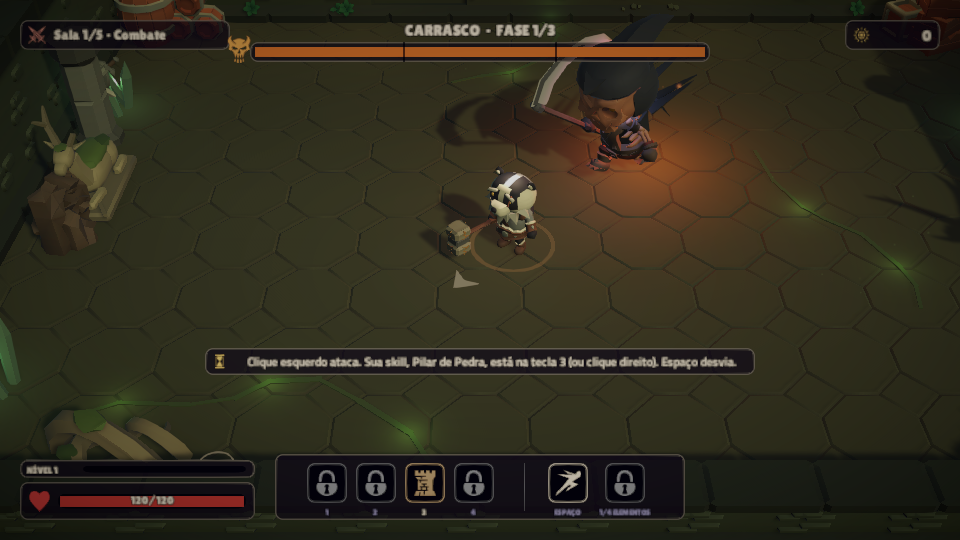 Sala 1/5 - Combate
CARRASCO - FASE 1/3
0
Clique esquerdo ataca. Sua skill, Pilar de Pedra, está na tecla 3 (ou clique direito). Espaço desvia.
NÍVEL 1
120/120
1 2 3 4 ESPAÇO 1/4 ELEMENTOS